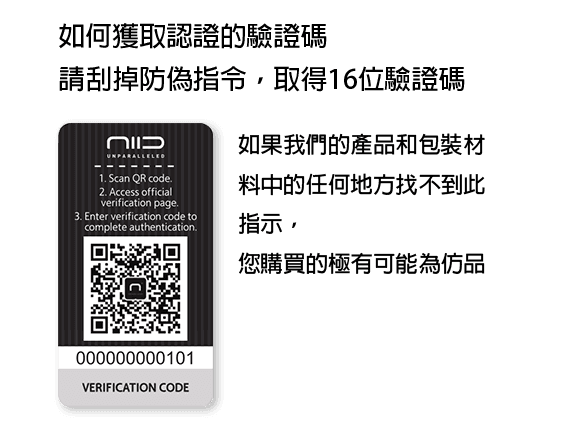 如何獲取認證的驗證碼
請刮掉防偽指令，取得16位驗證碼
NIID
UNPARALLELED
1. Scan QR code.
2. Access official
verification page.
3. Enter verification code to
complete authentication.
000000000101
VERIFICATION CODE
如果我們的產品和包裝材
料中的任何地方找不到此
指示，
您購買的極有可能為仿品